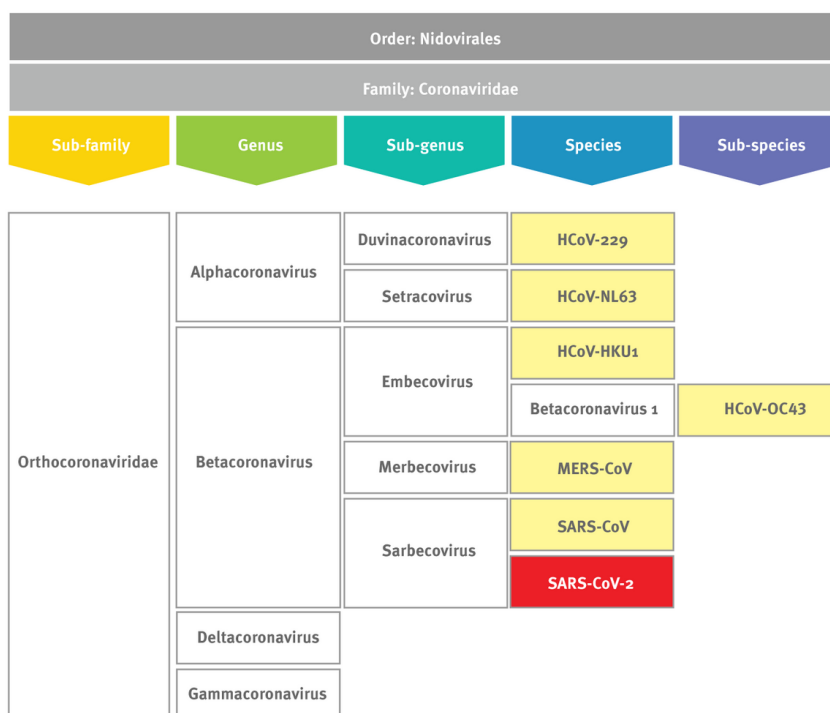 Order: Nidovirales
Family: Coronaviridae
Sub-family
Genus
Sub-genus
Species
Sub-species
Orthocoronaviridae
Alphacoronavirus
Duvinacoronavirus
HCoV-229
Setracovirus
HCoV-NL63
Betacoronavirus
Embecovirus
HCoV-HKU1
Betacoronavirus 1
HCoV-OC43
Merbecovirus
MERS-CoV
Sarbecovirus
SARS-CoV
SARS-CoV-2
Deltacoronavirus
Gammacoronavirus